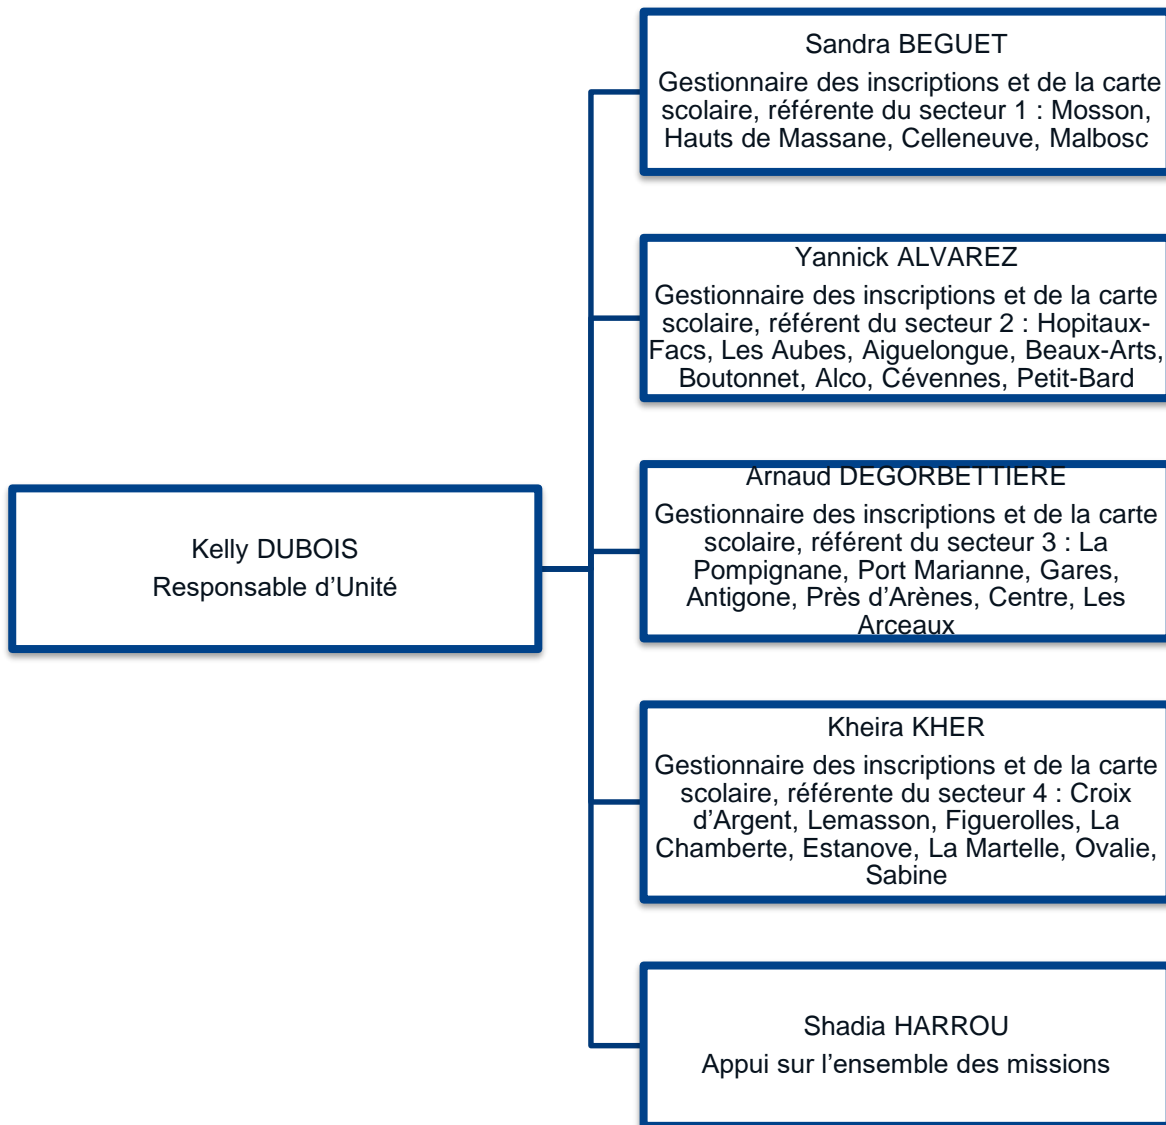 Sandra BEGUET
Gestionnaire des inscriptions et de la carte
scolaire, référente du secteur 1 : Mosson,
Hauts de Massane, Celleneuve, Malbosc
Yannick ALVAREZ
Gestionnaire des inscriptions et de la carte
scolaire, référent du secteur 2 : Hopitaux-
Facs, Les Aubes, Aiguelongue, Beaux-Arts,
Boutonnet, Alco, Cévennes, Petit-Bard
Arnaud DEGORBETTIERE
Gestionnaire des inscriptions et de la carte
scolaire, référent du secteur 3 : La
Pompignane, Port Marianne, Gares,
Antigone, Près d’Arènes, Centre, Les
Arceaux
Kelly DUBOIS
Responsable d’Unité
Kheira KHER
Gestionnaire des inscriptions et de la carte
scolaire, référente du secteur 4 : Croix
d’Argent, Lemasson, Figuerolles, La
Chamberte, Estanove, La Martelle, Ovalie,
Sabine
Shadia HARROU
Appui sur l’ensemble des missions